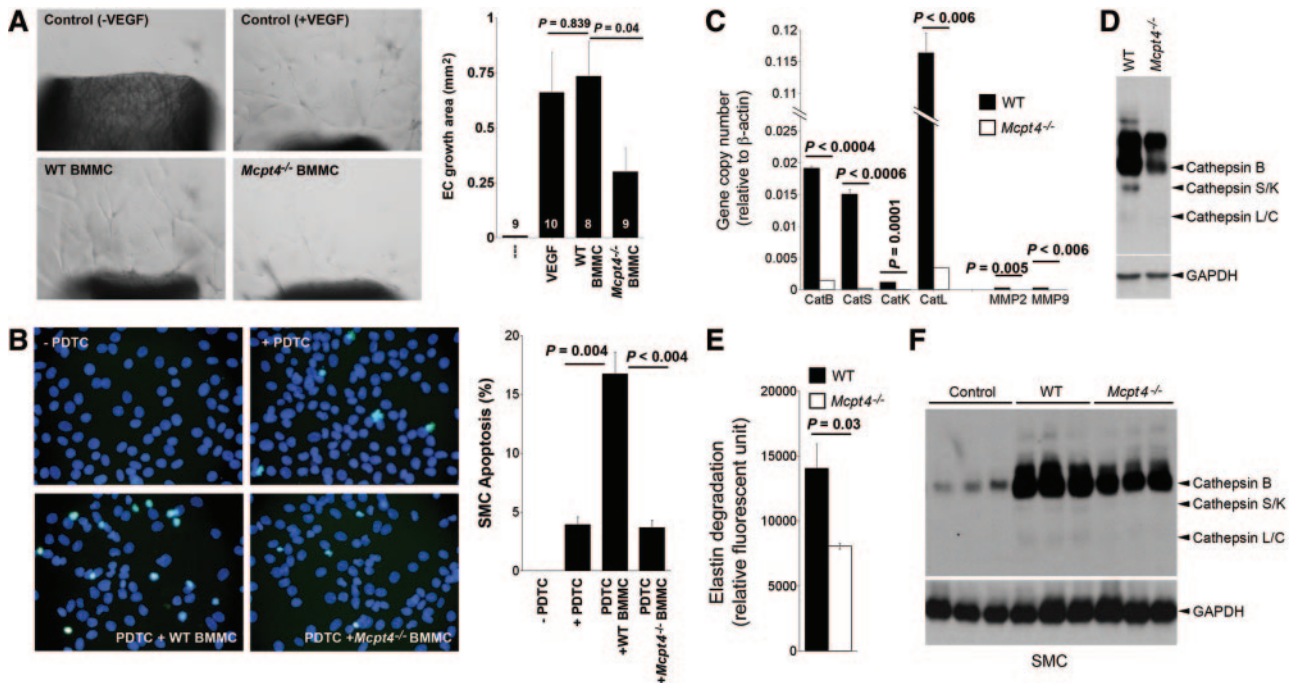 A
Control (-VEGF)
Control (+VEGF)
WT BMMC
Mcpt4-/- BMMC
EC growth area (mm2)
1
0.75
0.5
0.25
0
P = 0.839
P = 0.04
9
10
8
9
--
VEGF
WT
BMMC
Mcpt4-/-
BMMC
B
- PDTC
+ PDTC
PDTC + WT BMMC
PDTC +Mcpt4-/- BMMC
SMC Apoptosis (%)
20
15
10
5
0
P = 0.004
P < 0.004
- PDTC
+ PDTC
PDTC
+WT BMMC
PDTC
+Mcpt4-/- BMMC
C
Gene copy number
(relative to β-actin)
0.12
0.115
0.11
0.025
0.02
0.015
0.01
0.005
0
P < 0.0004
P < 0.0006
P = 0.0001
P < 0.006
P = 0.005
P < 0.006
WT
Mcpt4-/-
CatB
CatS
CatK
CatL
MMP2
MMP9
D
WT
Mcpt4-/-
Cathepsin B
Cathepsin S/K
Cathepsin L/C
GAPDH
E
WT
Mcpt4-/-
P = 0.03
Elastin degradation
(relative fluorescent unit)
20000
15000
10000
5000
0
F
Control
WT
Mcpt4-/-
Cathepsin B
Cathepsin S/K
Cathepsin L/C
GAPDH
SMC